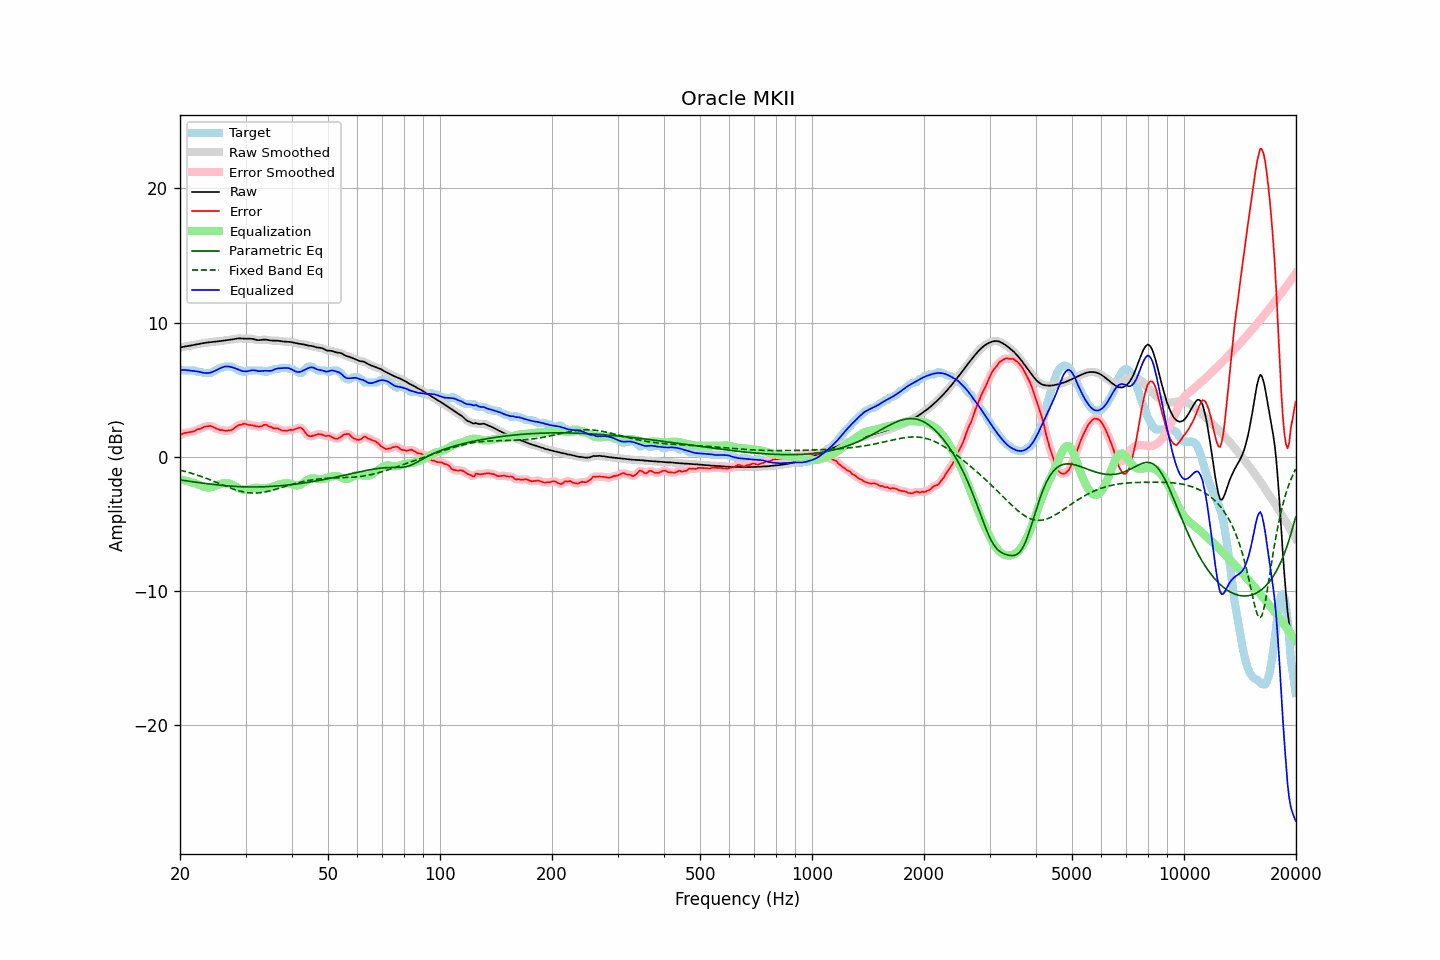 Oracle MKII
Target
Raw Smoothed
Error Smoothed
Raw
Error
Equalization
Parametric Eq
Fixed Band Eq
Equalized
20
10
0
−10
−20
Amplitude (dBr)
20 50 100 200 500 1000 2000 5000 10000 20000
Frequency (Hz)